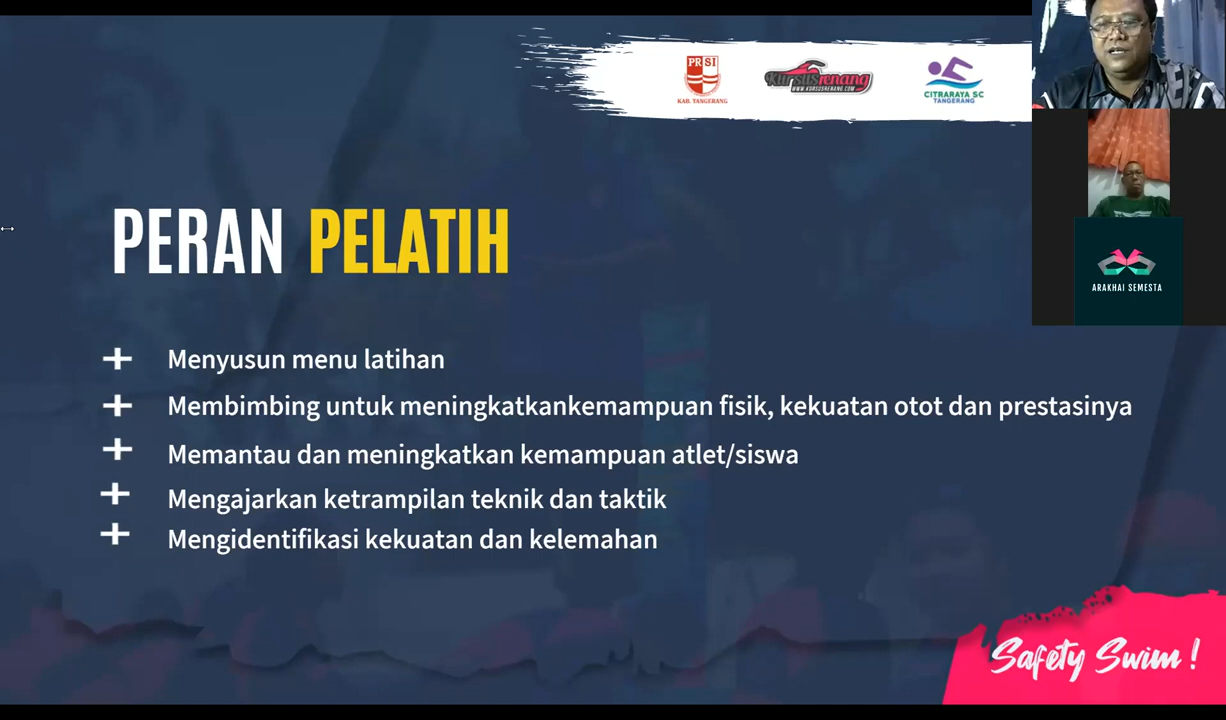 PRSI
KAB. TANGERANG
Kursusrenang
WWW.KURSUSRENANG.COM
CITRARAYA SC
TANGERANG
PERAN PELATIH
Menyusun menu latihan
Membimbing untuk meningkatkankemampuan fisik, kekuatan otot dan prestasinya
Memantau dan meningkatkan kemampuan atlet/siswa
Mengajarkan ketrampilan teknik dan taktik
Mengidentifikasi kekuatan dan kelemahan
ARAKHAI SEMESTA
Safety Swim !